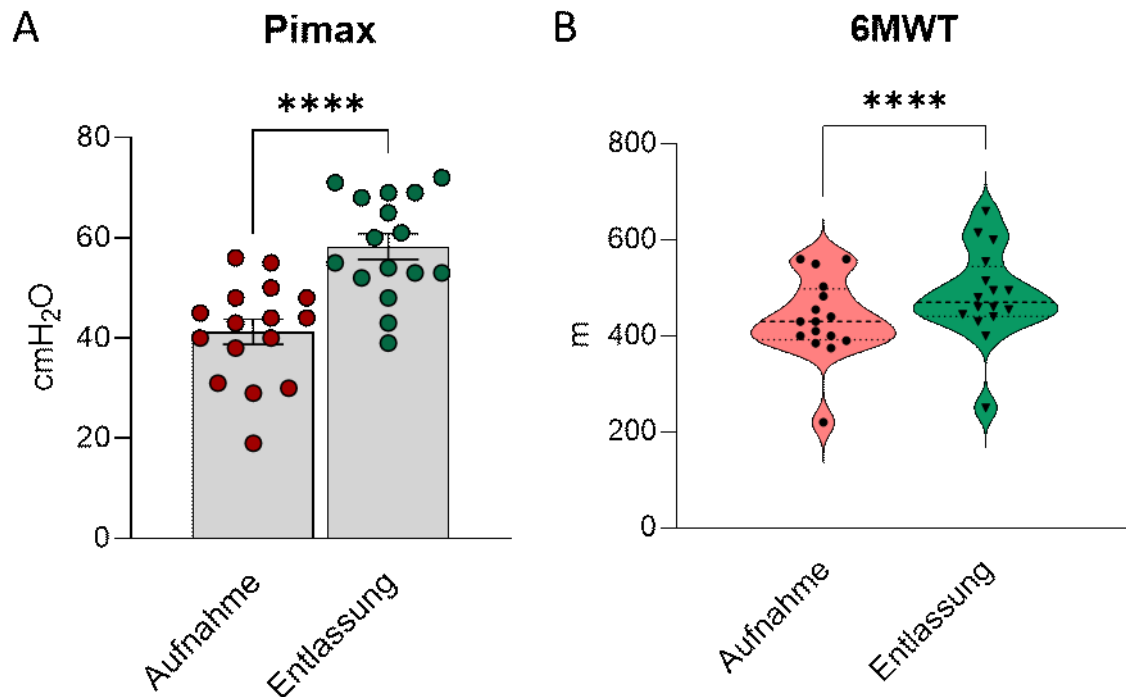 A
Pimax
****
80
60
40
20
0
cmH₂O
Aufnahme
Entlassung
B
6MWT
****
800
600
400
200
0
m
Aufnahme
Entlassung